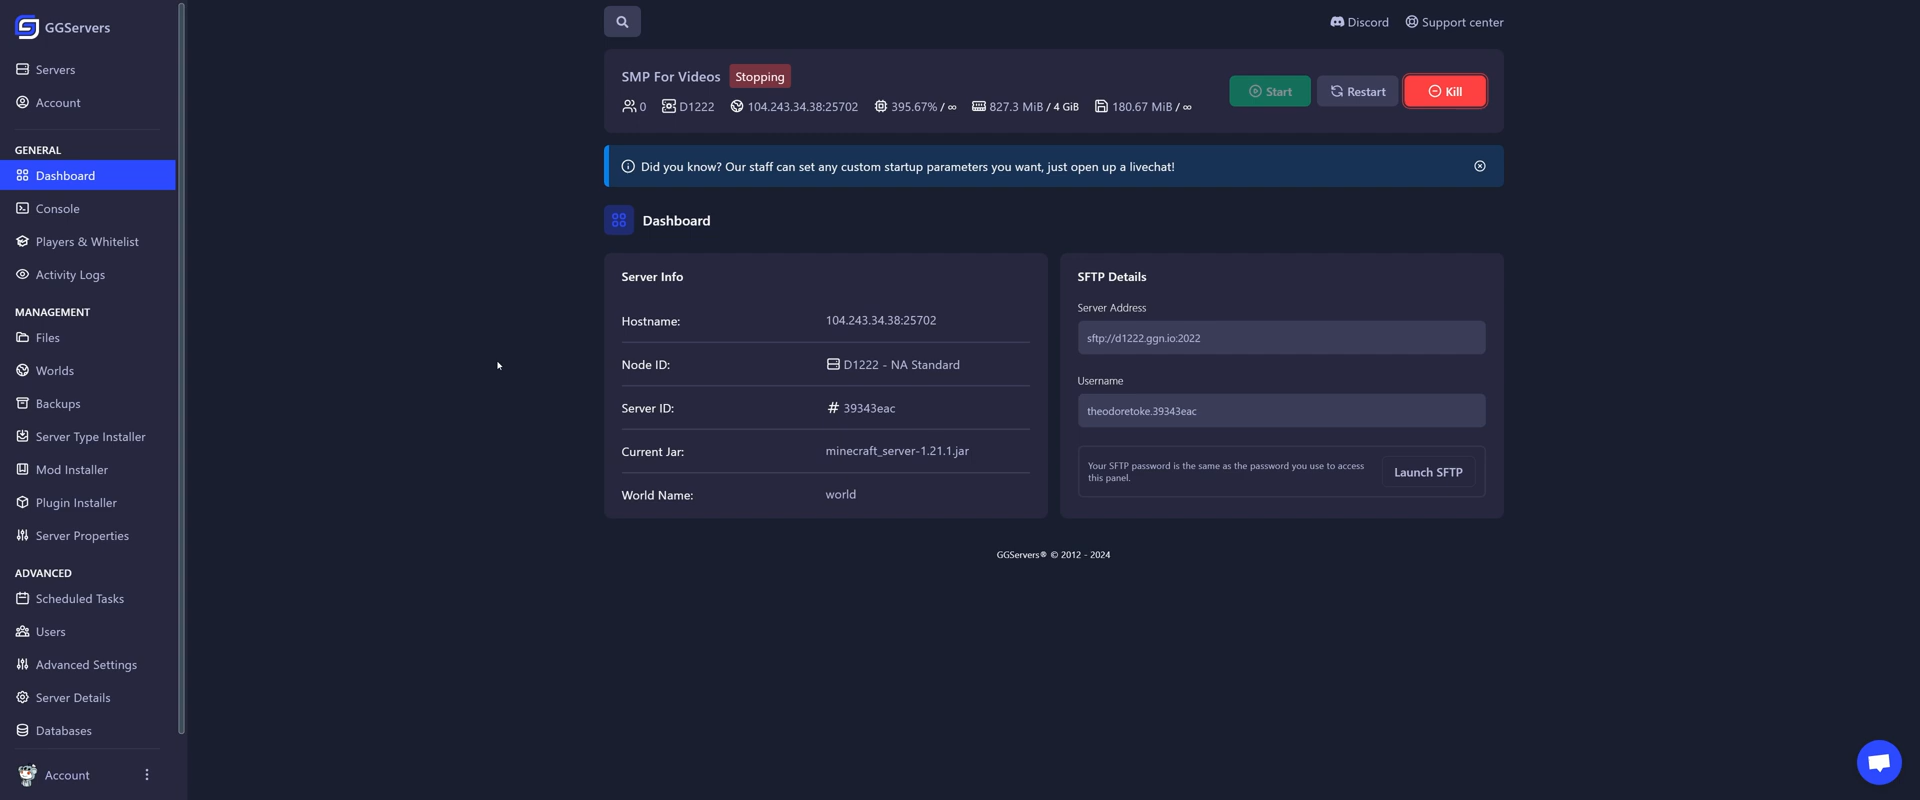 GGServers
Servers
Account
GENERAL
Dashboard
Console
Players & Whitelist
Activity Logs
MANAGEMENT
Files
Worlds
Backups
Server Type Installer
Mod Installer
Plugin Installer
Server Properties
ADVANCED
Scheduled Tasks
Users
Advanced Settings
Server Details
Databases
Account
Discord Support center
SMP For Videos Stopping
0 D1222 104.243.34.38:25702 395.67% / ∞ 827.3 MiB / 4 GiB 180.67 MiB / ∞
Start Restart Kill
Did you know? Our staff can set any custom startup parameters you want, just open up a livechat!
Dashboard
Server Info
Hostname: 104.243.34.38:25702
Node ID: D1222 - NA Standard
Server ID: # 39343eac
Current Jar: minecraft_server-1.21.1.jar
World Name: world
SFTP Details
Server Address
sftp://d1222.ggn.io:2022
Username
theodoretoke.39343eac
Your SFTP password is the same as the password you use to access
this panel.
Launch SFTP
GGServers® © 2012 - 2024